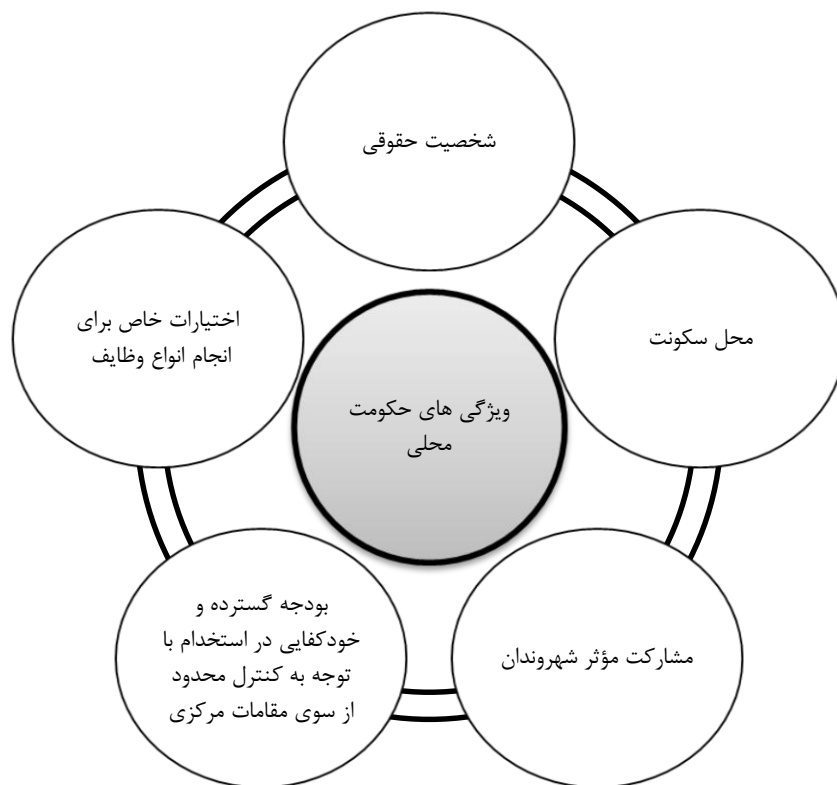 شخصیت حقوقی
محل سکونت
مشارکت مؤثر شهروندان
بودجه گسترده و
خودکفایی در استخدام با
توجه به کنترل محدود
از سوی مقامات مرکزی
اختیارات خاص برای
انجام انواع وظایف
ویژگی های حکومت
محلی